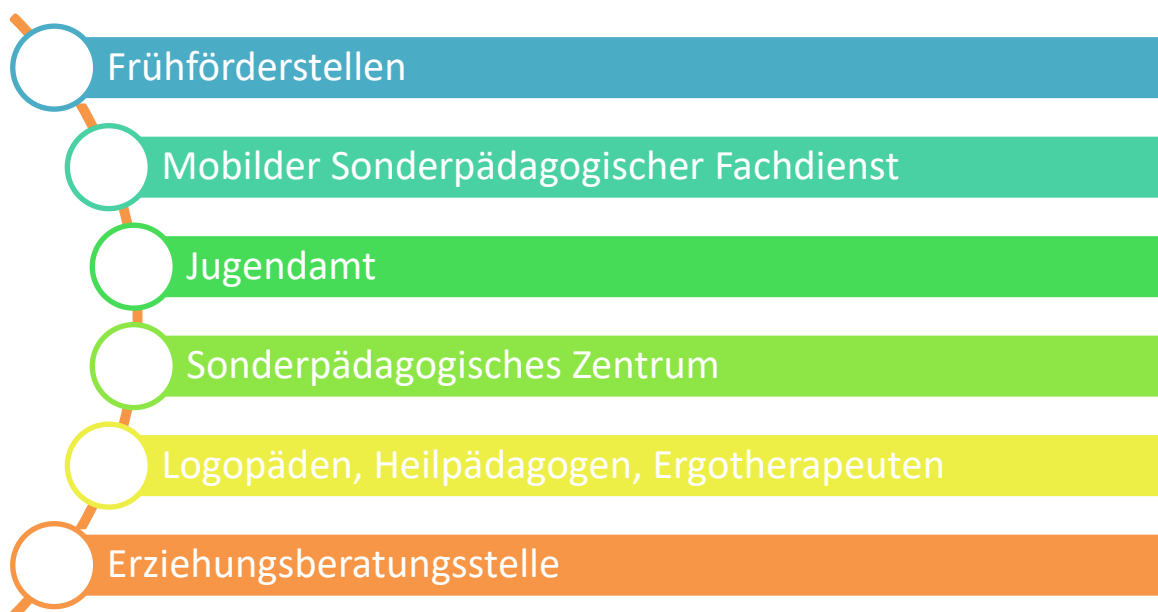 Frühförderstellen
Mobilder Sonderpädagogischer Fachdienst
Jugendamt
Sonderpädagogisches Zentrum
Logopäden, Heilpädagogen, Ergotherapeuten
Erziehungsberatungsstelle